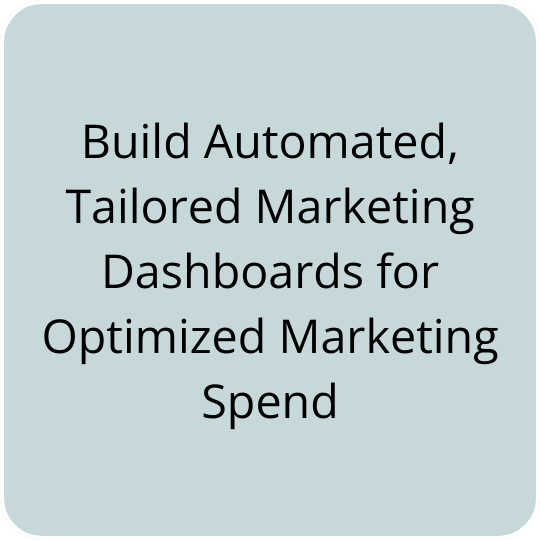 Build Automated,
Tailored Marketing
Dashboards for
Optimized Marketing
Spend